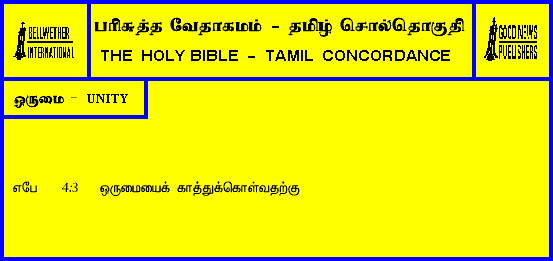 BELLWETHER
INTERNATIONAL
பரிசுத்த வேதாகமம் - தமிழ் சொல்தொகுதி
THE HOLY BIBLE - TAMIL CONCORDANCE
GOOD NEWS
PUBLISHERS
ஒருமை - UNITY
எபே 4:3 ஒருமையைக் காத்துக்கொள்வதற்கு